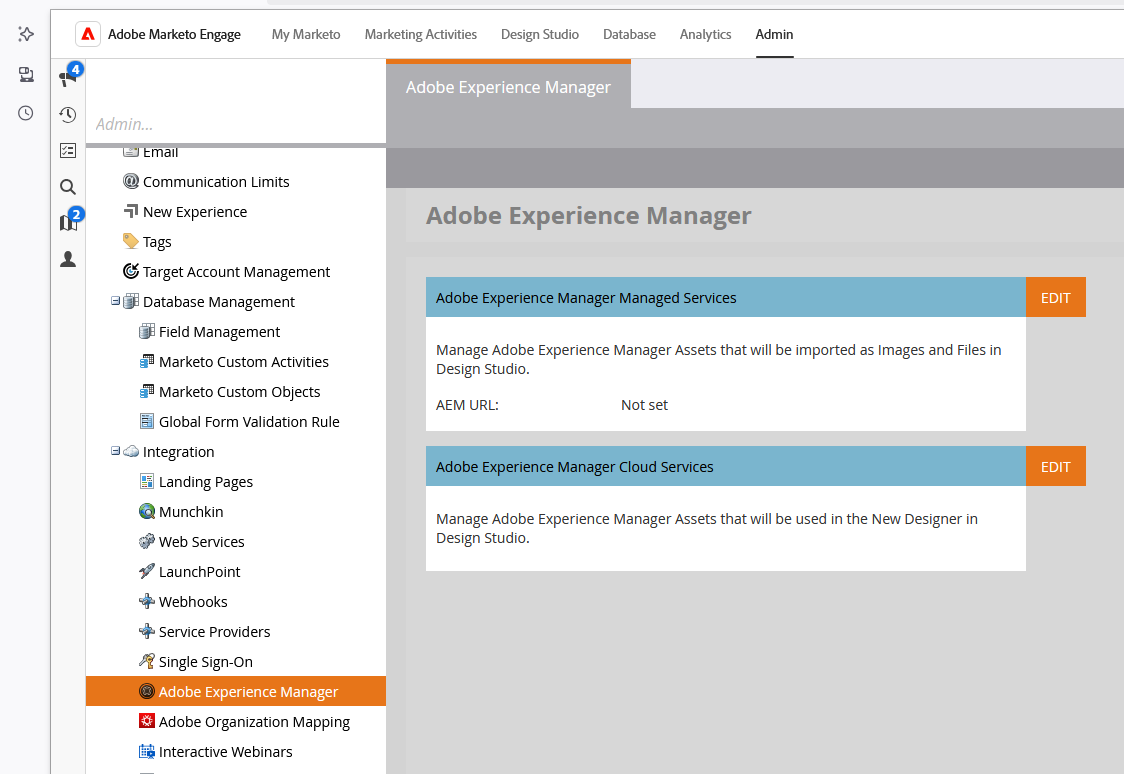 Adobe Marketo Engage My Marketo Marketing Activities Design Studio Database Analytics Admin
4
2
Admin...
Email
Communication Limits
New Experience
Tags
Target Account Management
Database Management
Field Management
Marketo Custom Activities
Marketo Custom Objects
Global Form Validation Rule
Integration
Landing Pages
Munchkin
Web Services
LaunchPoint
Webhooks
Service Providers
Single Sign-On
Adobe Experience Manager
Adobe Organization Mapping
Interactive Webinars
Adobe Experience Manager
Adobe Experience Manager
Adobe Experience Manager Managed Services EDIT
Manage Adobe Experience Manager Assets that will be imported as Images and Files in
Design Studio.
AEM URL: Not set
Adobe Experience Manager Cloud Services EDIT
Manage Adobe Experience Manager Assets that will be used in the New Designer in
Design Studio.